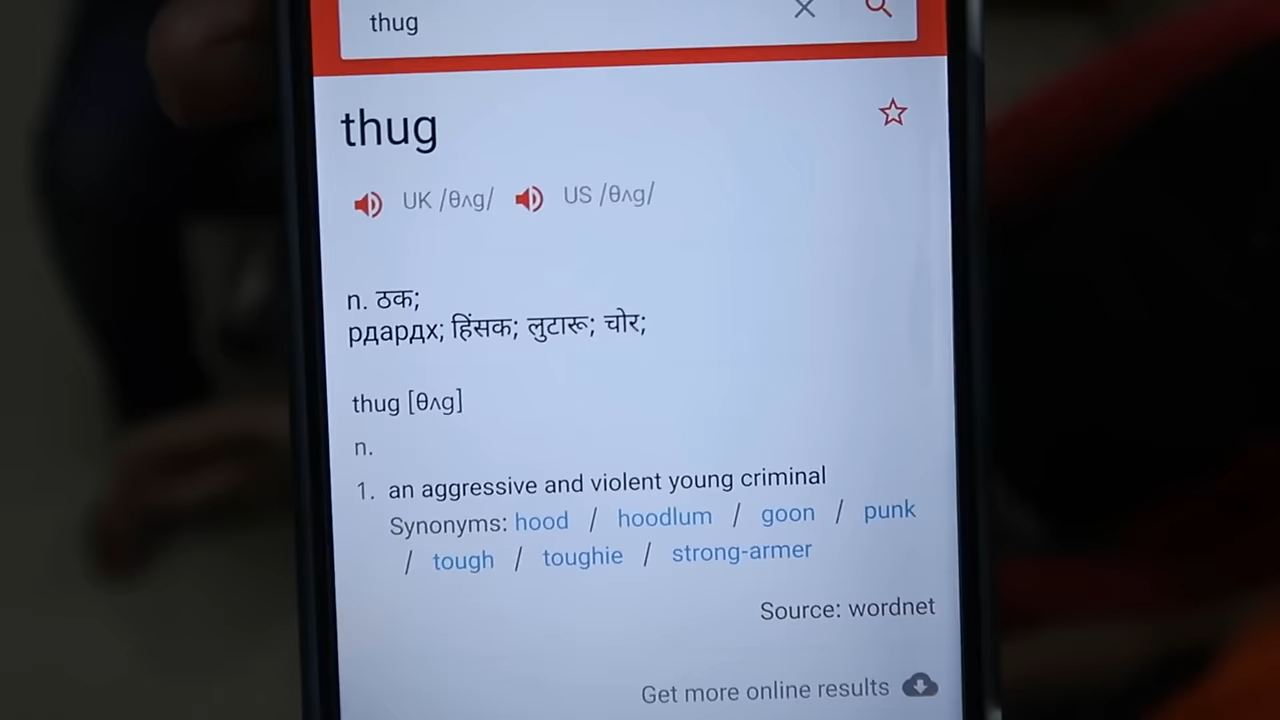 thug
thug
UK /θʌg/ US /θʌg/
n. ठक;
рдардх; हिंसक; लुटारू; चोर;
thug [θʌg]
n.
1. an aggressive and violent young criminal
Synonyms: hood / hoodlum / goon / punk
/ tough / toughie / strong-armer
Source: wordnet
Get more online results